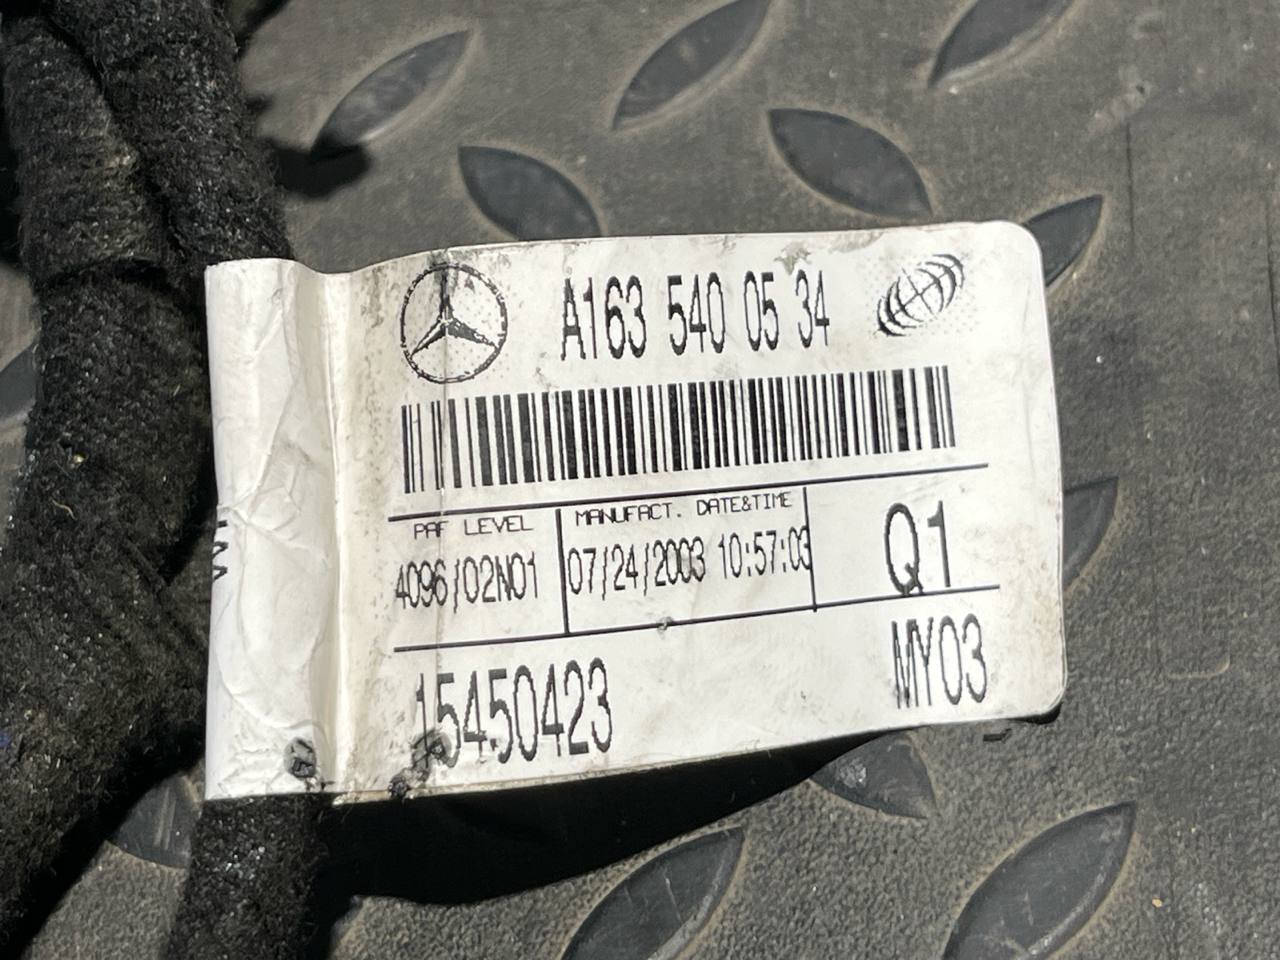 A163 540 05 34
PAF LEVEL
MANUFACT. DATE&TIME
Q1
4096/02N01
07/24/2003 10:57:03
15450423
MY03